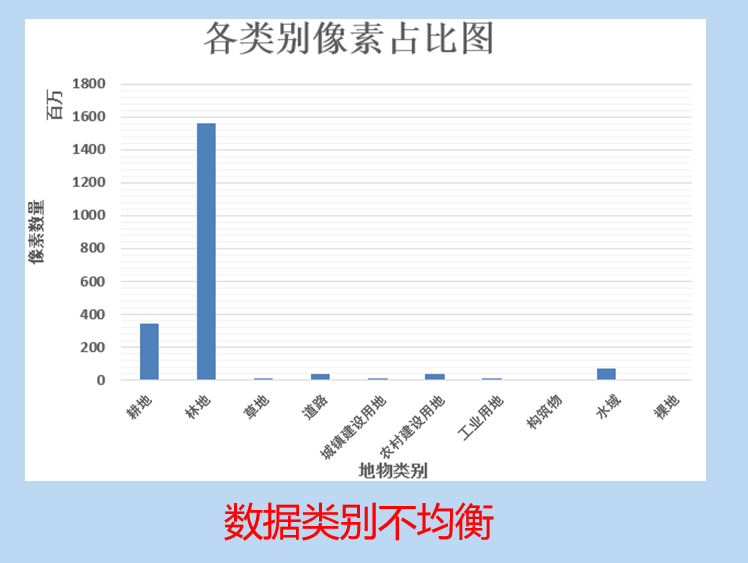 各类别像素占比图
百万
像素数量
1800
1600
1400
1200
1000
800
600
400
200
0
耕地
林地
草地
道路
城镇建设用地
农村建设用地
工业用地
构筑物
水域
裸地
地物类别
数据类别不均衡